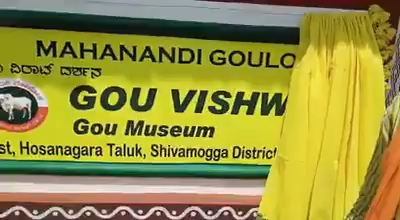 MAHANANDI GOULO
ವಿರಾಟ್ ದರ್ಶನ
GOU VISHW
Gou Museum
st, Hosanagara Taluk, Shivamogga District